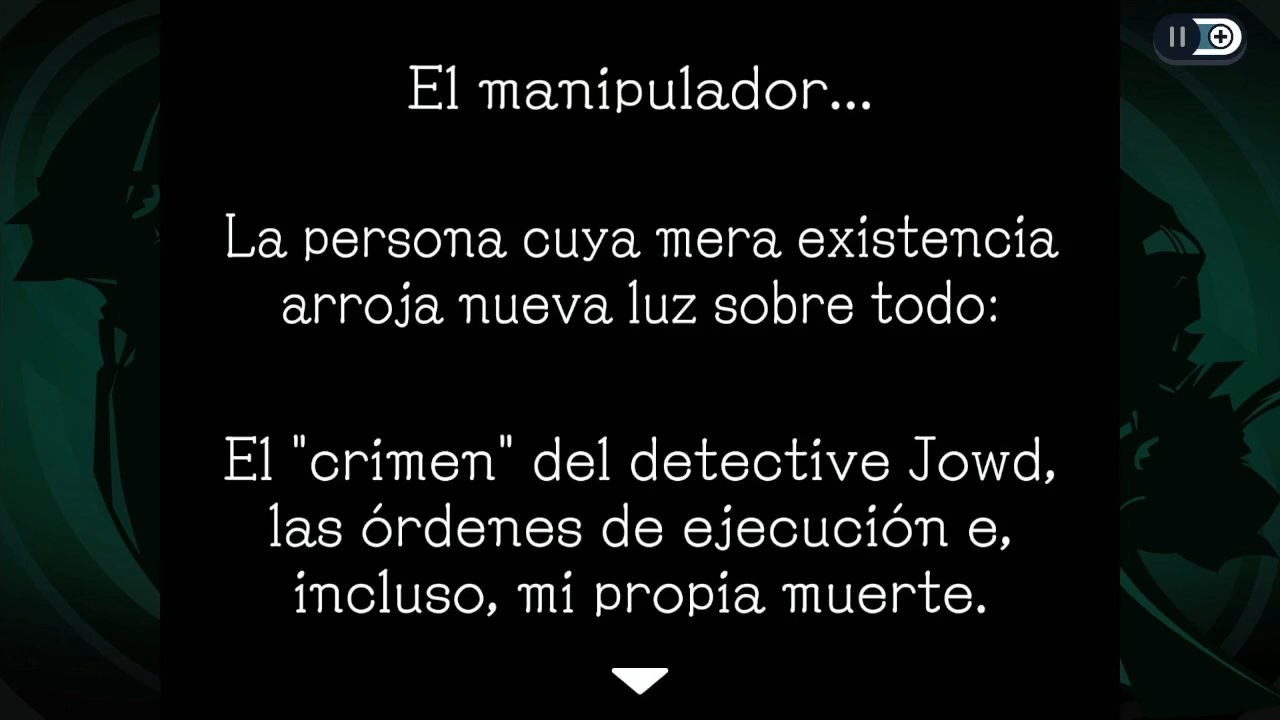 El manipulador...
La persona cuya mera existencia
arroja nueva luz sobre todo:
El "crimen" del detective Jowd,
las órdenes de ejecución e,
incluso, mi propia muerte.